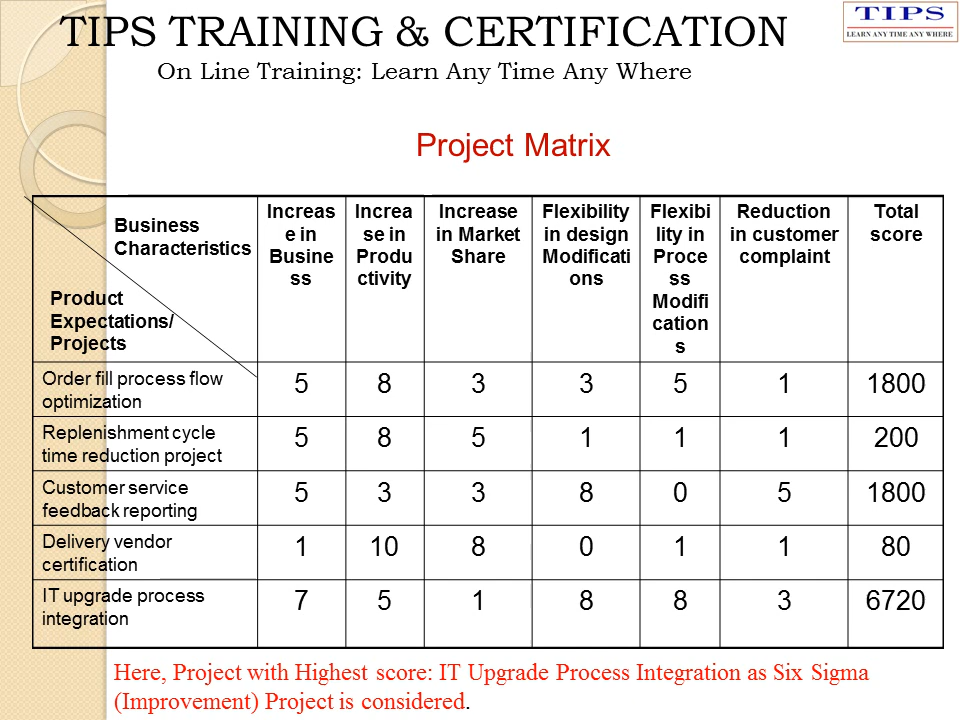 TIPS TRAINING & CERTIFICATION
On Line Training: Learn Any Time Any Where
TIPS
LEARN ANY TIME ANY WHERE
Project Matrix
Business
Characteristics
Product
Expectations/
Projects
Increas
e in
Busine
ss
Increa
se in
Produ
ctivity
Increase
in Market
Share
Flexibility
in design
Modificati
ons
Flexibi
lity in
Proce
ss
Modifi
cation
s
Reduction
in customer
complaint
Total
score
Order fill process flow
optimization
5 8 3 3 5 1 1800
Replenishment cycle
time reduction project
5 8 5 1 1 1 200
Customer service
feedback reporting
5 3 3 8 0 5 1800
Delivery vendor
certification
1 10 8 0 1 1 80
IT upgrade process
integration
7 5 1 8 8 3 6720
Here, Project with Highest score: IT Upgrade Process Integration as Six Sigma
(Improvement) Project is considered.